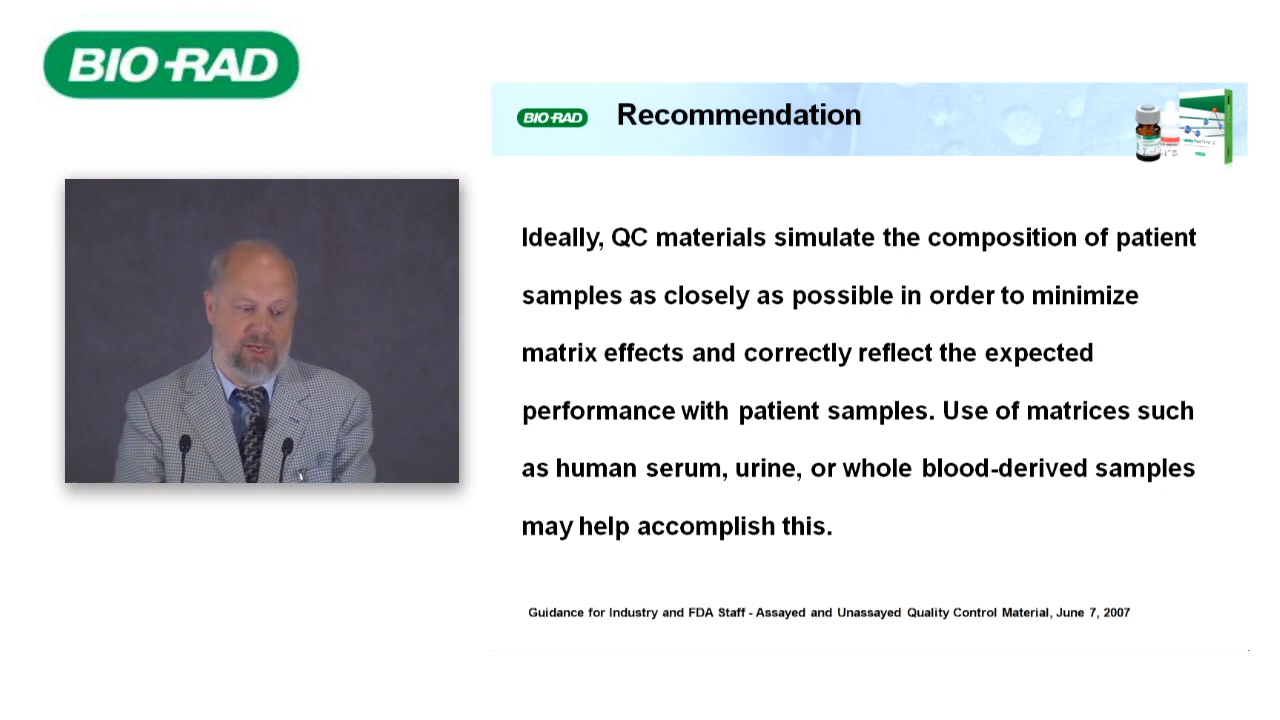 BIO-RAD
BIO-RAD
Recommendation
Ideally, QC materials simulate the composition of patient
samples as closely as possible in order to minimize
matrix effects and correctly reflect the expected
performance with patient samples. Use of matrices such
as human serum, urine, or whole blood-derived samples
may help accomplish this.
Guidance for Industry and FDA Staff - Assayed and Unassayed Quality Control Material, June 7, 2007